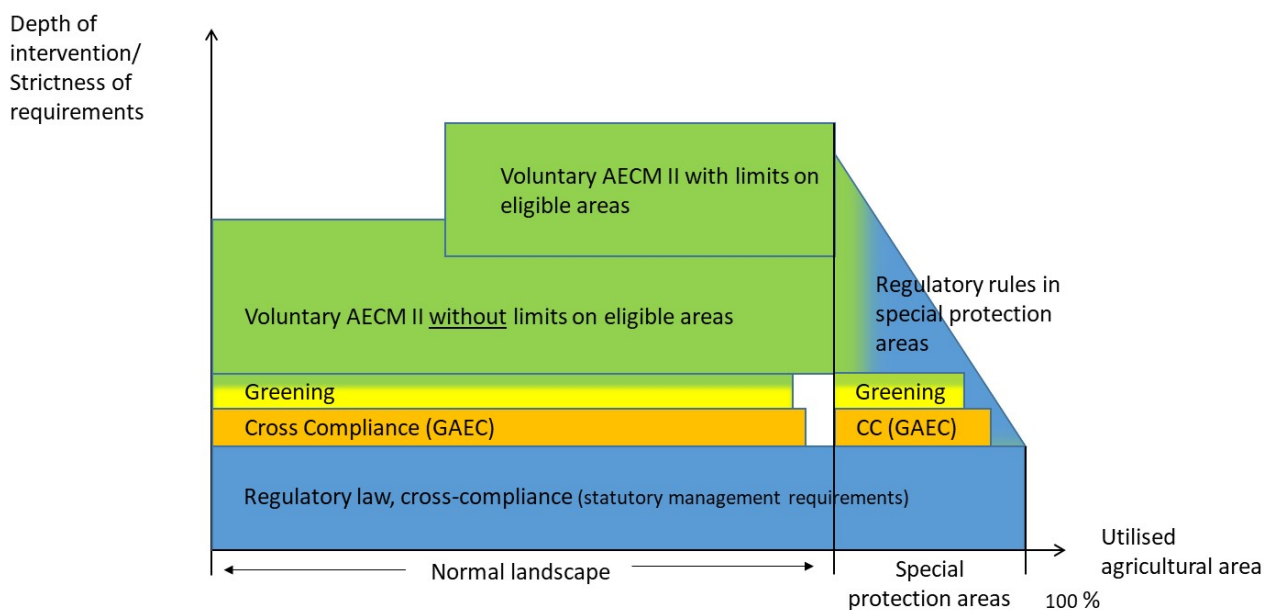 Depth of
intervention/
Strictness of
requirements
Voluntary AECM II with limits on
eligible areas
Voluntary AECM II without limits on eligible areas
Regulatory rules in
special protection
areas
Greening
Greening
Cross Compliance (GAEC)
CC (GAEC)
Regulatory law, cross-compliance (statutory management requirements)
Utilised
agricultural area
Normal landscape
Special
protection areas
100 %